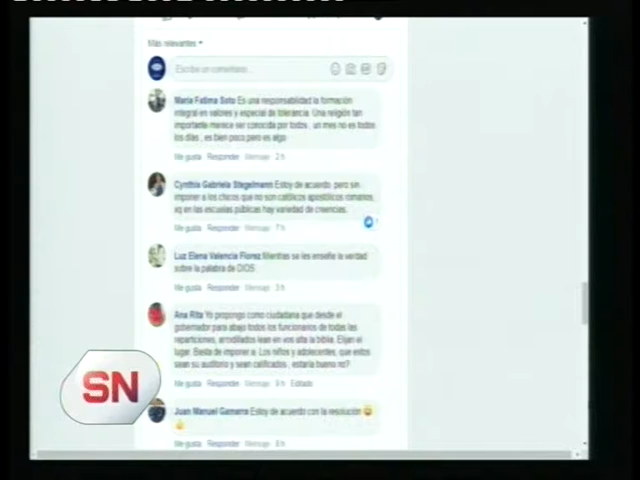 Más relevantes
Escribe un comentario...
María Fatima Soto Es una responsabilidad la formación
integral en valores y especial de tolerancia. Una religión tan
importante merece ser conocida por todos , un mes no es todos
los días , es bien poco pero es algo
Me gusta Responder Mensaje 2 h
Cynthia Gabriela Stegelmann Estoy de acuerdo, pero sin
imponer a los chicos que no son católicos apostólicos romanos,
xq en las escuelas públicas hay variedad de creencias.
Me gusta Responder Mensaje 7 h
Luz Elena Valencia Florez Mientras se les enseñe la verdad
sobre la palabra de DIOS
Me gusta Responder Mensaje 3 h
Ana Rita Yo propongo como ciudadana que desde el
gobernador para abajo todos los funcionarios de todas las
reparticiones, arrodillados lean en vos alta la biblia. Elijan el
lugar. Basta de imponer a. Los niños y adolescentes, que estos
sean su auditorio y sean calificados , estaría bueno no?
Me gusta Responder Mensaje 9 h Editado
SN
Juan Manuel Gamarra Estoy de acuerdo con la resolución
Me gusta Responder Mensaje 8 h